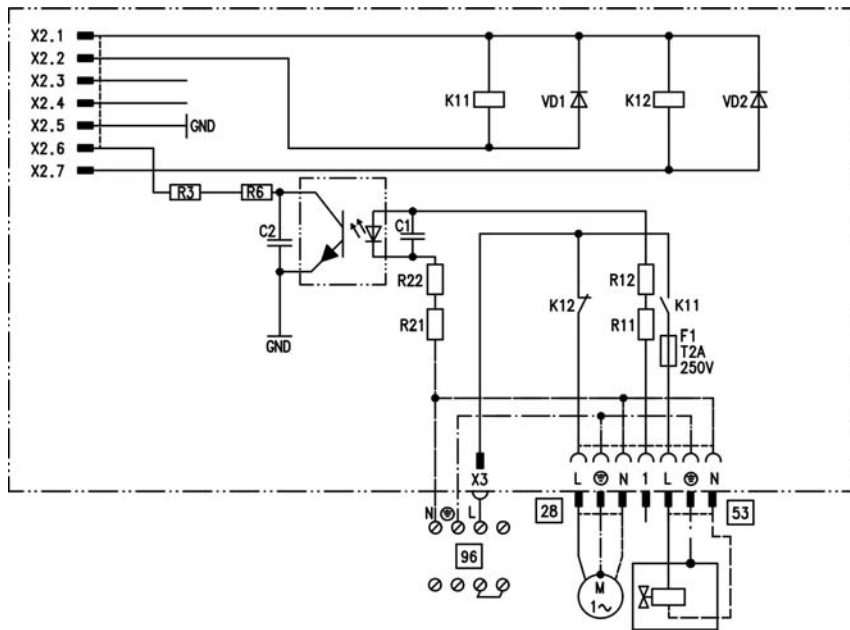 X2.1
X2.2
X2.3
X2.4
X2.5 GND
X2.6
X2.7
K11 VD1 K12 VD2
R3 R6
C2 C1
R22 R12
K12 K11
R21 R11
F1
T2A
250V
GND
X3 L N 1 L N
N L 28 53
96
M
1~